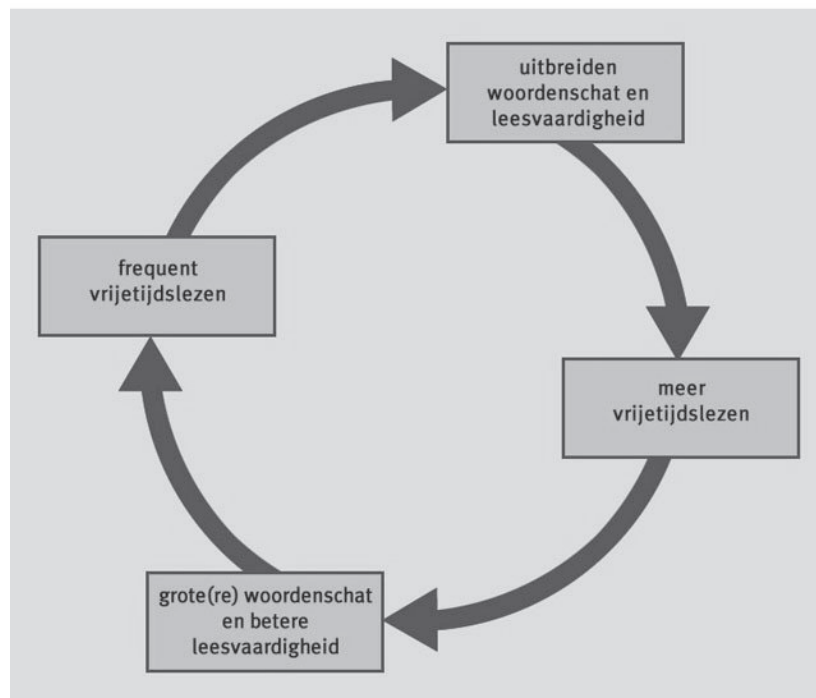 uitbreiden
woordenschat en
leesvaardigheid
frequent
vrijetijdslezen
meer
vrijetijdslezen
grote(re) woordenschat
en betere
leesvaardigheid